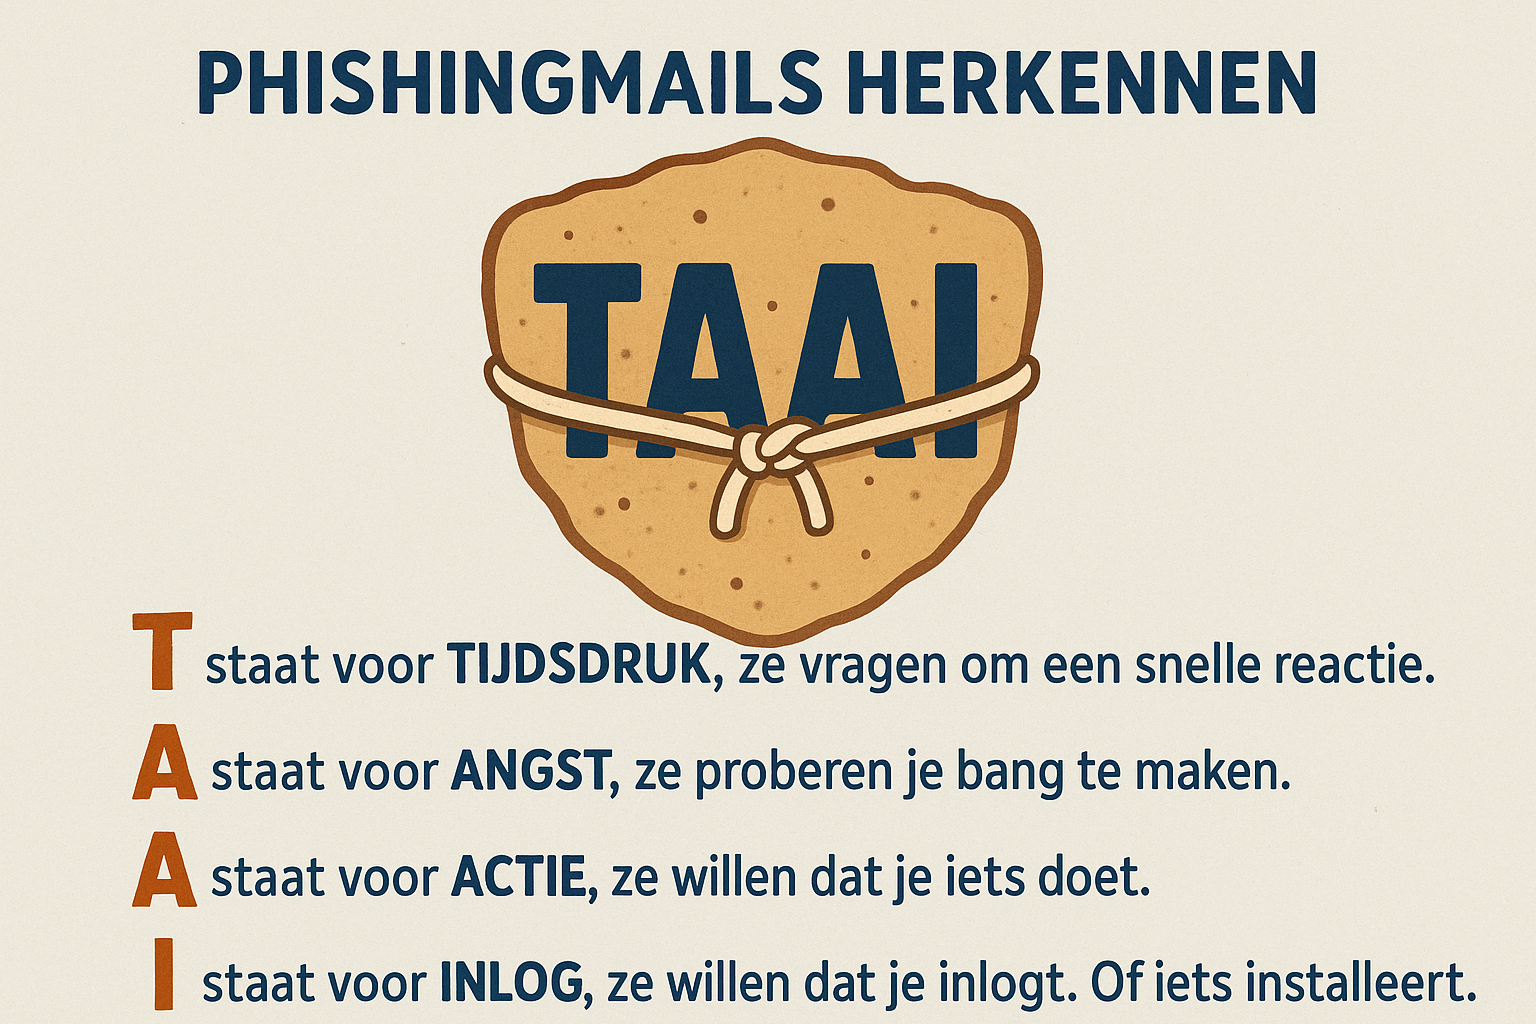 PHISHINGMAILS HERKENNEN
TAAI
T staat voor TIJDSDRUK, ze vragen om een snelle reactie.
A staat voor ANGST, ze proberen je bang te maken.
A staat voor ACTIE, ze willen dat je iets doet.
I staat voor INLOG, ze willen dat je inlogt. Of iets installeert.